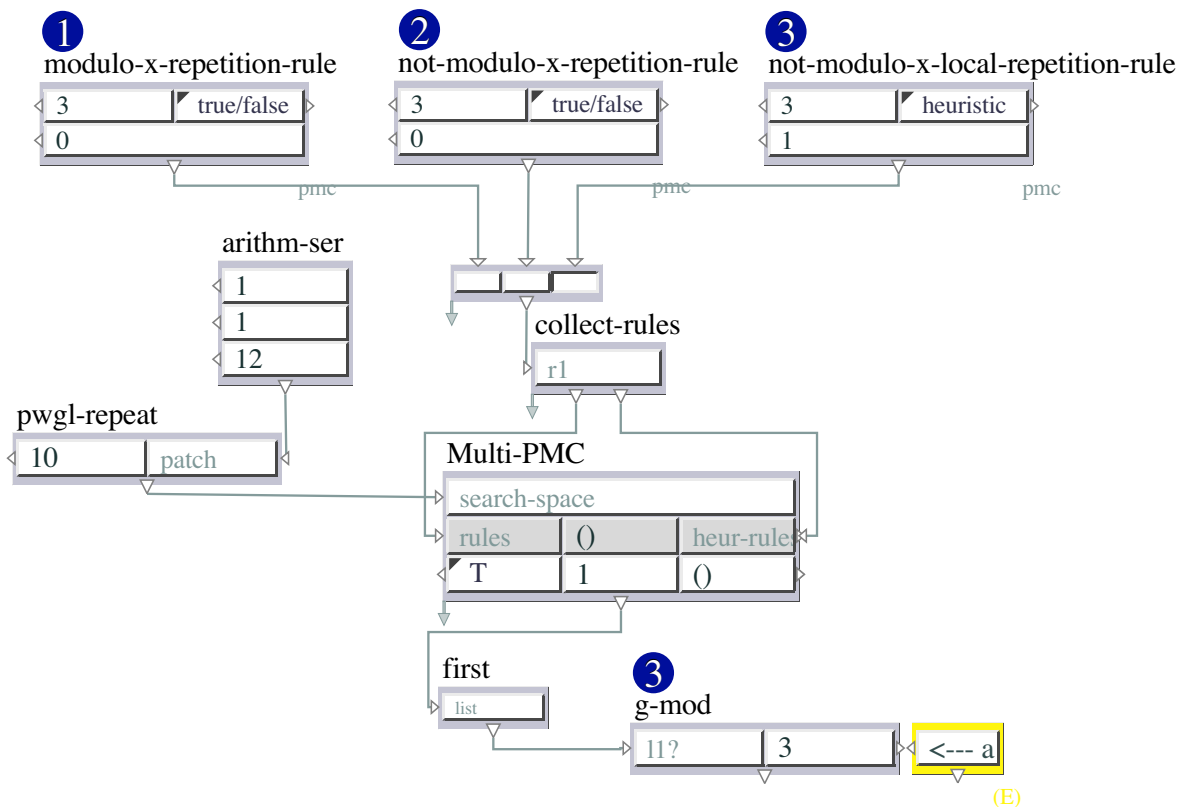 1
2
3
modulo-x-repetition-rule
not-modulo-x-repetition-rule
not-modulo-x-local-repetition-rule
3 true/false
3 true/false
3 heuristic
0
0
1
pmc
pmc
pmc
arithm-ser
1
1
12
collect-rules
r1
pwgl-repeat
10 patch
Multi-PMC
search-space
rules () heur-rules
T 1 ()
first
list
3
g-mod
l1? 3
<--- a
(E)